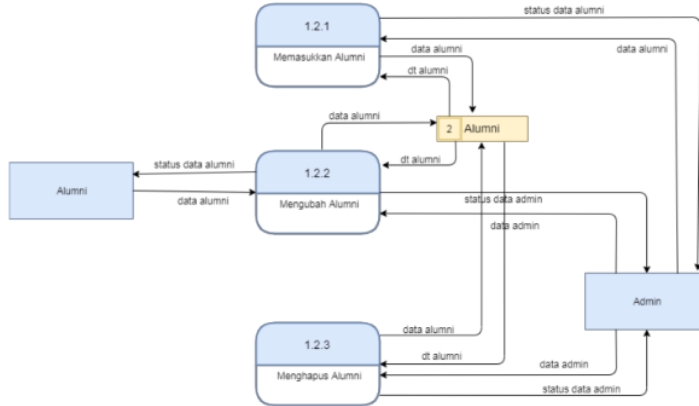 status data alumni
1.2.1
data alumni
Memasukkan Alumni
data alumni
dt alumni
data alumni
2 Alumni
status data alumni
dt alumni
1.2.2
Alumni
data alumni
Mengubah Alumni
status data admin
data admin
Admin
1.2.3
data alumni
dt alumni
data admin
Menghapus Alumni
status data admin